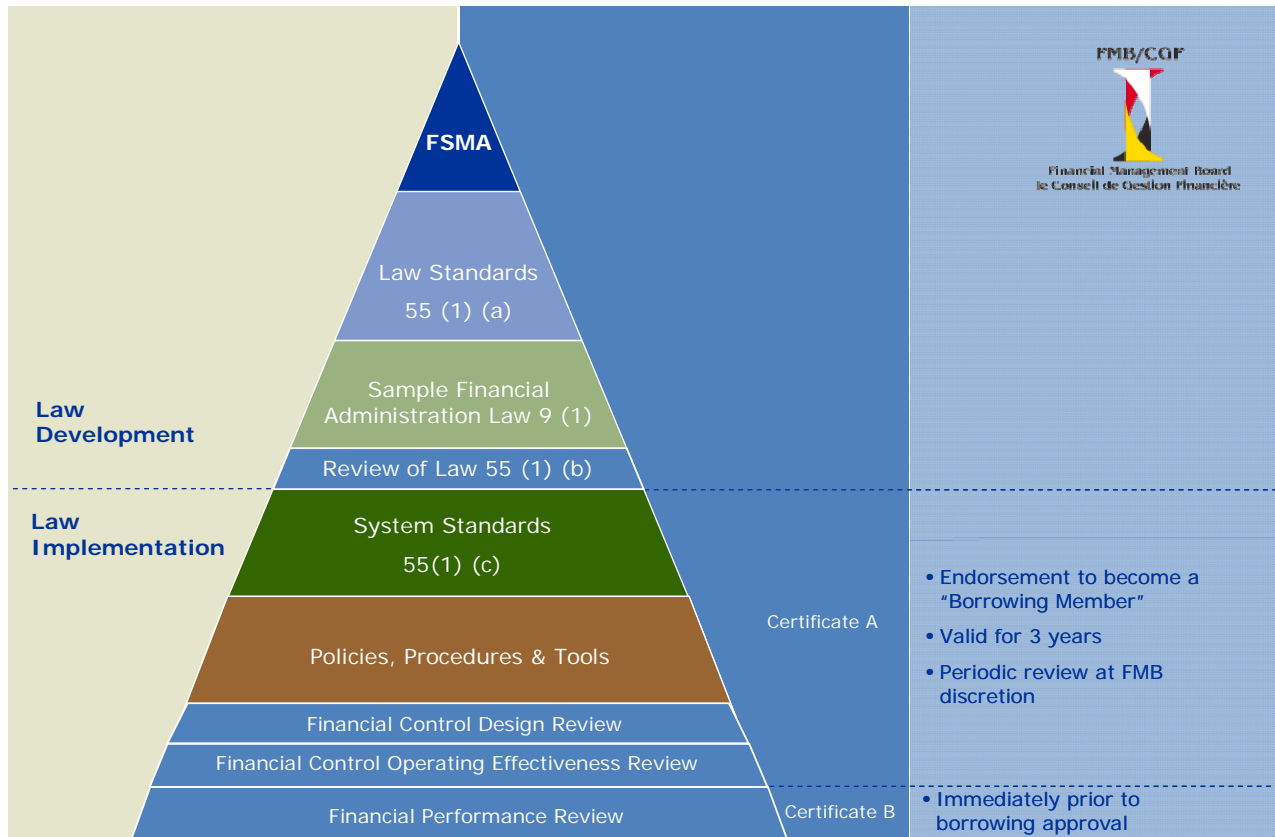 FMB/CGF
Financial Management Board
le Conseil de Gestion Financière
FSMA
Law Standards
55 (1) (a)
Sample Financial
Administration Law 9 (1)
Review of Law 55 (1) (b)
Law
Development
Law
Implementation
System Standards
55(1) (c)
Policies, Procedures & Tools
Financial Control Design Review
Financial Control Operating Effectiveness Review
Financial Performance Review
Certificate A
• Endorsement to become a
“Borrowing Member”
• Valid for 3 years
• Periodic review at FMB
discretion
Certificate B
• Immediately prior to
borrowing approval